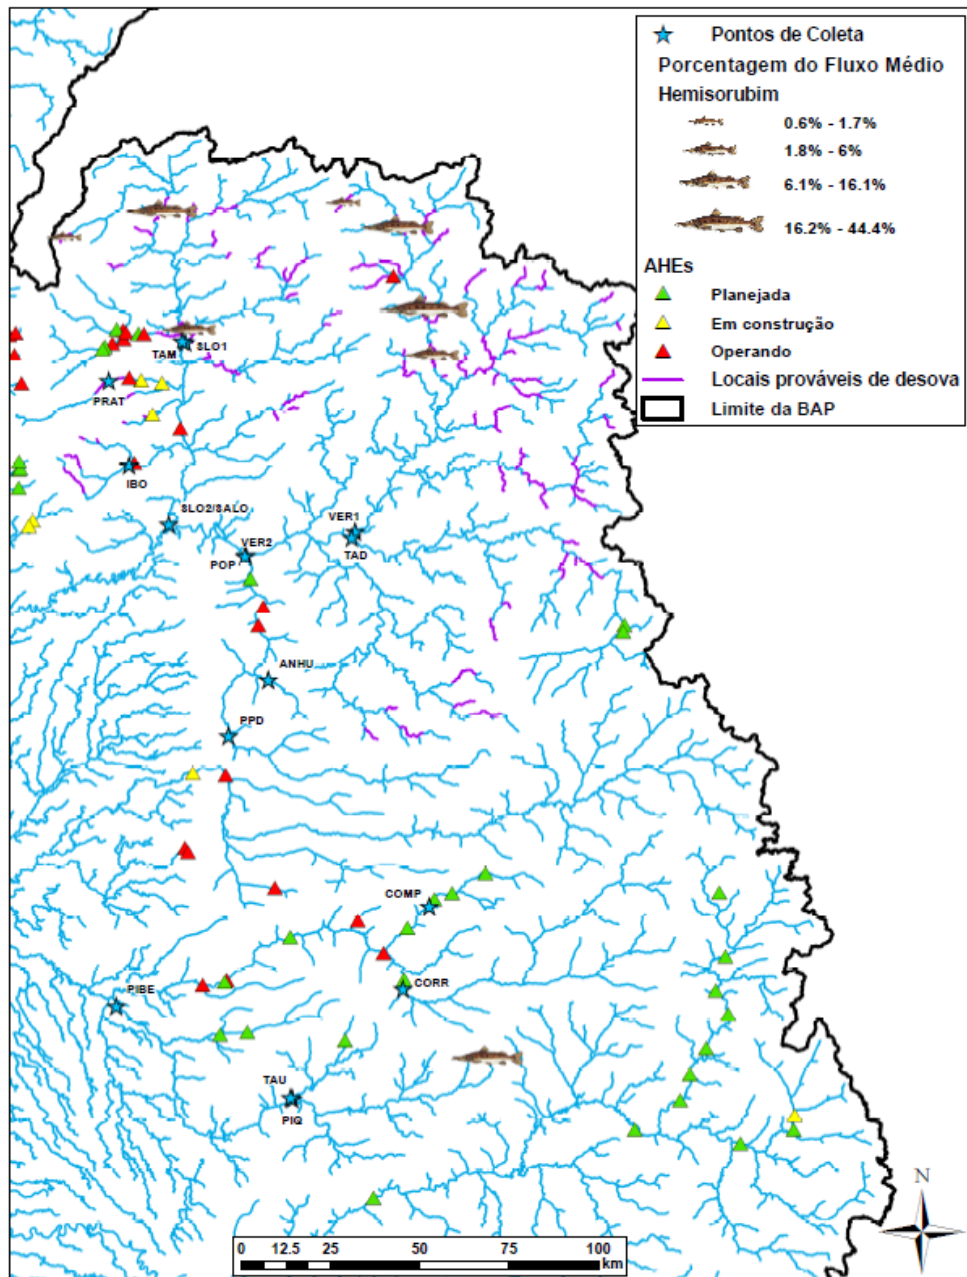 Pontos de Coleta
Porcentagem do Fluxo Médio
Hemisorubim
0.6% - 1.7%
1.8% - 6%
6.1% - 16.1%
16.2% - 44.4%
AHEs
Planejada
Em construção
Operando
Locais prováveis de desova
Limite da BAP
SLO1
TAM
PRAT
IBO
SLO2/SALO
VER1
VER2
TAD
POP
ANHU
PPD
COMP
CORR
PIBE
TAU
PIQ
N
0 12.5 25 50 75 100
km